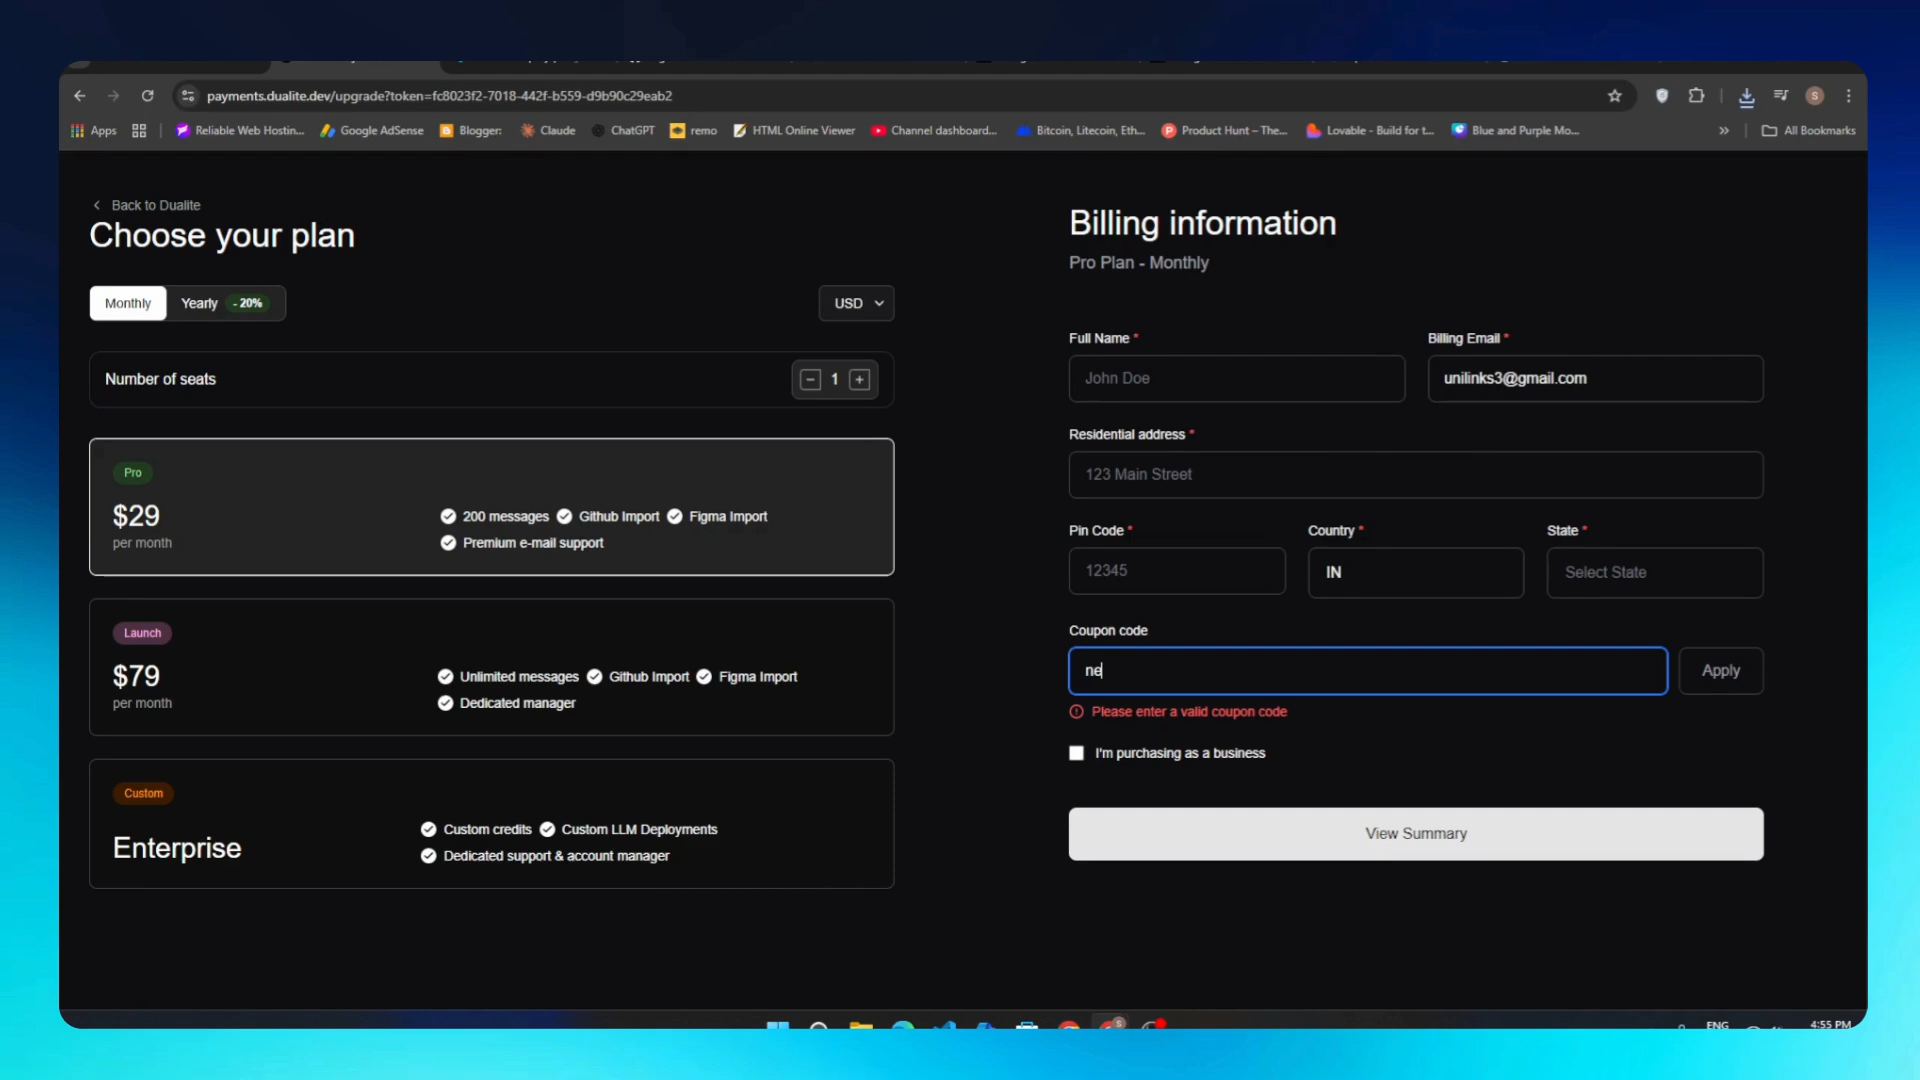 payments.dualite.dev/upgrade?token=fc8023f2-7018-442f-b559-d9b90c29eab2
S
Apps
Reliable Web Hostin...
Google AdSense
Blogger:
Claude
ChatGPT
remo
HTML Online Viewer
Channel dashboard...
Bitcoin, Litecoin, Eth...
Product Hunt – The...
Lovable - Build for t...
Blue and Purple Mo...
»
All Bookmarks
Back to Dualite
Choose your plan
Monthly
Yearly
- 20%
USD
Number of seats
− 1 +
Pro
$29
per month
200 messages
Github Import
Figma Import
Premium e-mail support
Launch
$79
per month
Unlimited messages
Github Import
Figma Import
Dedicated manager
Custom
Enterprise
Custom credits
Custom LLM Deployments
Dedicated support & account manager
Billing information
Pro Plan - Monthly
Full Name *
John Doe
Billing Email *
unilinks3@gmail.com
Residential address *
123 Main Street
Pin Code *
12345
Country *
IN
State *
Select State
Coupon code
ne
Apply
Please enter a valid coupon code
I'm purchasing as a business
View Summary
ENG
4:55 PM